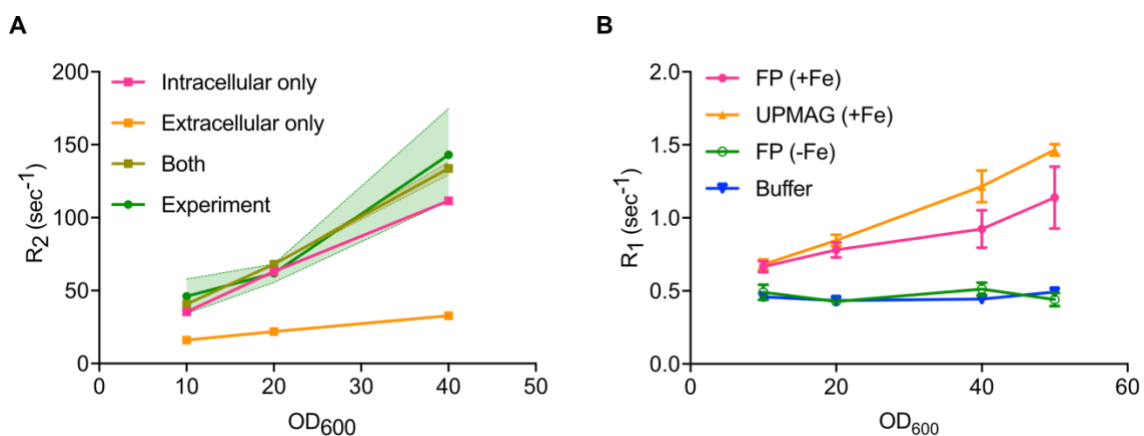 A
200
150
100
50
0
R2 (sec-1)
Intracellular only
Extracellular only
Both
Experiment
0 10 20 30 40 50
OD600
B
2.0
1.5
1.0
0.5
0.0
R1 (sec-1)
FP (+Fe)
UPMAG (+Fe)
FP (-Fe)
Buffer
0 20 40 60
OD600